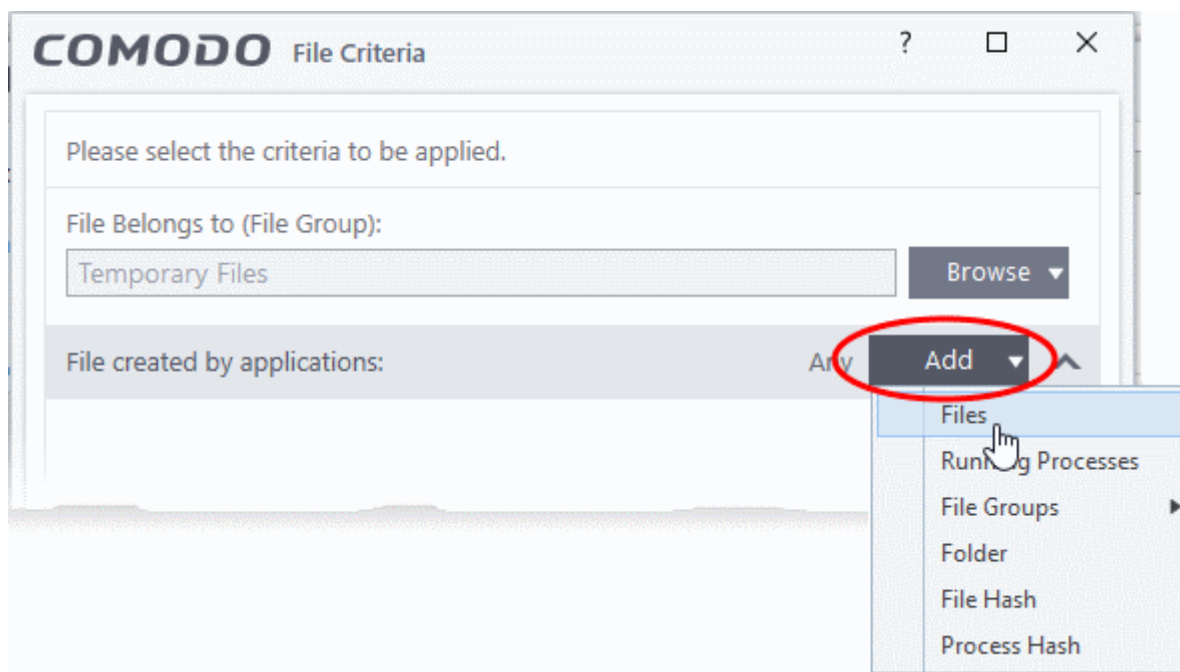 COMODO File Criteria ?
Please select the criteria to be applied.
File Belongs to (File Group):
Temporary Files Browse
File created by applications: Any Add
Files
Running Processes
File Groups
Folder
File Hash
Process Hash